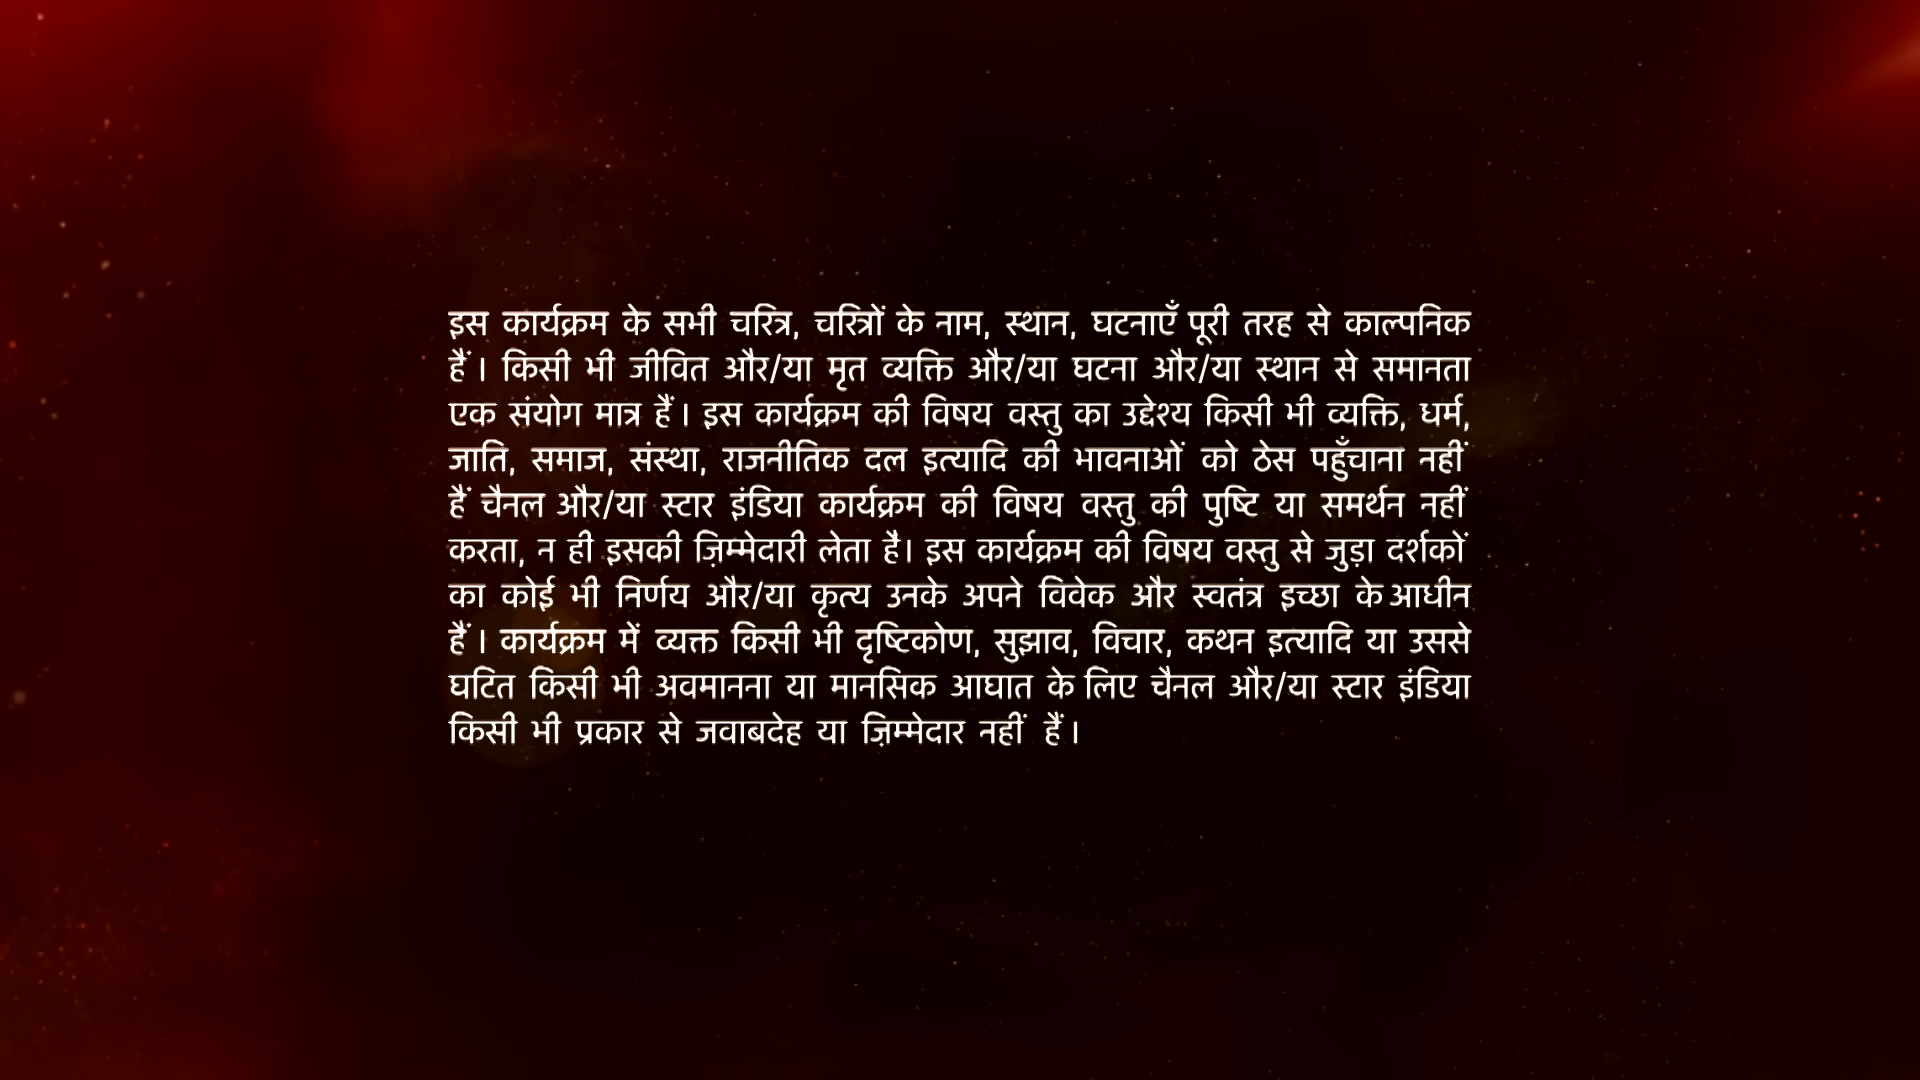 इस कार्यक्रम के सभी चरित्र, चरित्रों के नाम, स्थान, घटनाएँ पूरी तरह से काल्पनिक
हैं । किसी भी जीवित और/या मृत व्यक्ति और/या घटना और/या स्थान से समानता
एक संयोग मात्र हैं । इस कार्यक्रम की विषय वस्तु का उद्देश्य किसी भी व्यक्ति, धर्म,
जाति, समाज, संस्था, राजनीतिक दल इत्यादि की भावनाओं को ठेस पहुँचाना नहीं
हैं चैनल और/या स्टार इंडिया कार्यक्रम की विषय वस्तु की पुष्टि या समर्थन नहीं
करता, न ही इसकी ज़िम्मेदारी लेता है। इस कार्यक्रम की विषय वस्तु से जुड़ा दर्शकों
का कोई भी निर्णय और/या कृत्य उनके अपने विवेक और स्वतंत्र इच्छा के आधीन
हैं । कार्यक्रम में व्यक्त किसी भी दृष्टिकोण, सुझाव, विचार, कथन इत्यादि या उससे
घटित किसी भी अवमानना या मानसिक आघात के लिए चैनल और/या स्टार इंडिया
किसी भी प्रकार से जवाबदेह या ज़िम्मेदार नहीं हैं ।